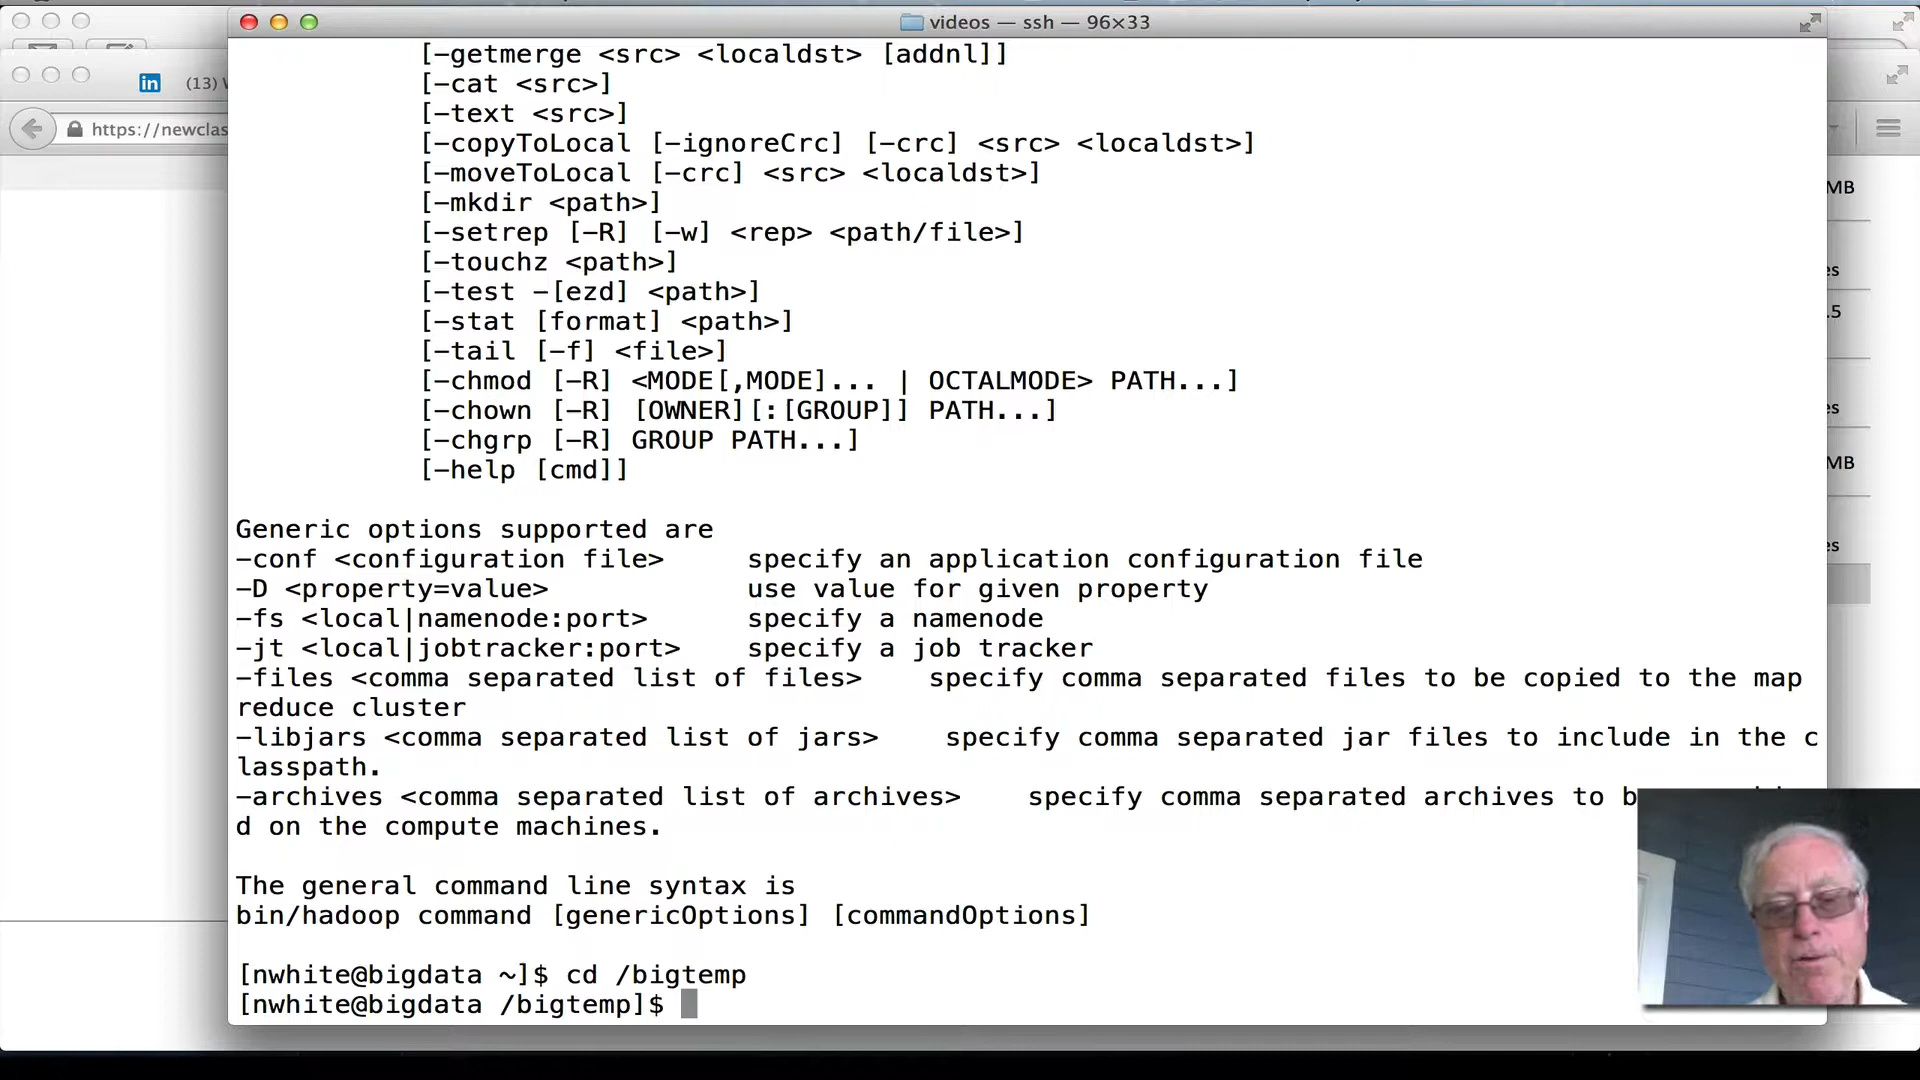 videos — ssh — 96×33
in (13) W
https://newclas
MB
es
.5
es
MB
es
[-getmerge <src> <localdst> [addnl]]
[-cat <src>]
[-text <src>]
[-copyToLocal [-ignoreCrc] [-crc] <src> <localdst>]
[-moveToLocal [-crc] <src> <localdst>]
[-mkdir <path>]
[-setrep [-R] [-w] <rep> <path/file>]
[-touchz <path>]
[-test -[ezd] <path>]
[-stat [format] <path>]
[-tail [-f] <file>]
[-chmod [-R] <MODE[,MODE]... | OCTALMODE> PATH...]
[-chown [-R] [OWNER][:[GROUP]] PATH...]
[-chgrp [-R] GROUP PATH...]
[-help [cmd]]
Generic options supported are
-conf <configuration file>     specify an application configuration file
-D <property=value>            use value for given property
-fs <local|namenode:port>      specify a namenode
-jt <local|jobtracker:port>    specify a job tracker
-files <comma separated list of files>    specify comma separated files to be copied to the map
reduce cluster
-libjars <comma separated list of jars>    specify comma separated jar files to include in the c
lasspath.
-archives <comma separated list of archives>    specify comma separated archives to b
d on the compute machines.
The general command line syntax is
bin/hadoop command [genericOptions] [commandOptions]
[nwhite@bigdata ~]$ cd /bigtemp
[nwhite@bigdata /bigtemp]$